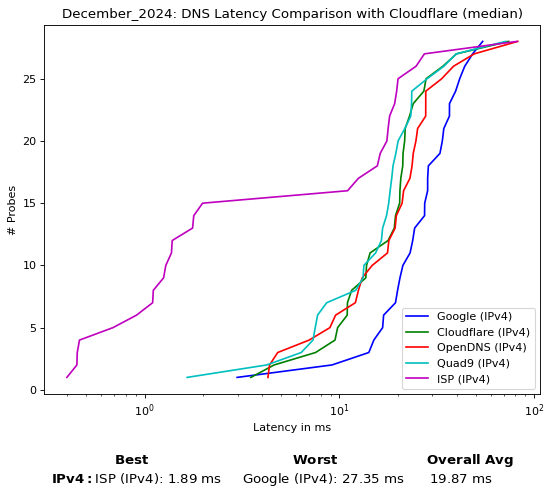 December_2024: DNS Latency Comparison with Cloudflare (median)
# Probes
25
20
15
10
5
0
Google (IPv4)
Cloudflare (IPv4)
OpenDNS (IPv4)
Quad9 (IPv4)
ISP (IPv4)
10⁰ 10¹ 10²
Latency in ms
Best Worst Overall Avg
IPv4: ISP (IPv4): 1.89 ms Google (IPv4): 27.35 ms 19.87 ms